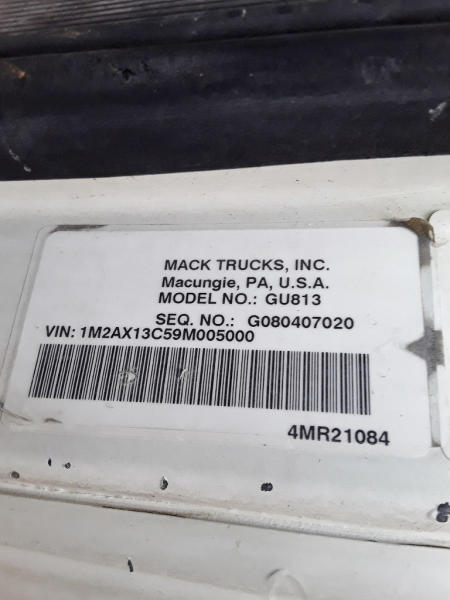 MACK TRUCKS, INC.
Macungie, PA, U.S.A.
MODEL NO.: GU813
SEQ. NO.: G080407020
VIN: 1M2AX13C59M005000
4MR21084